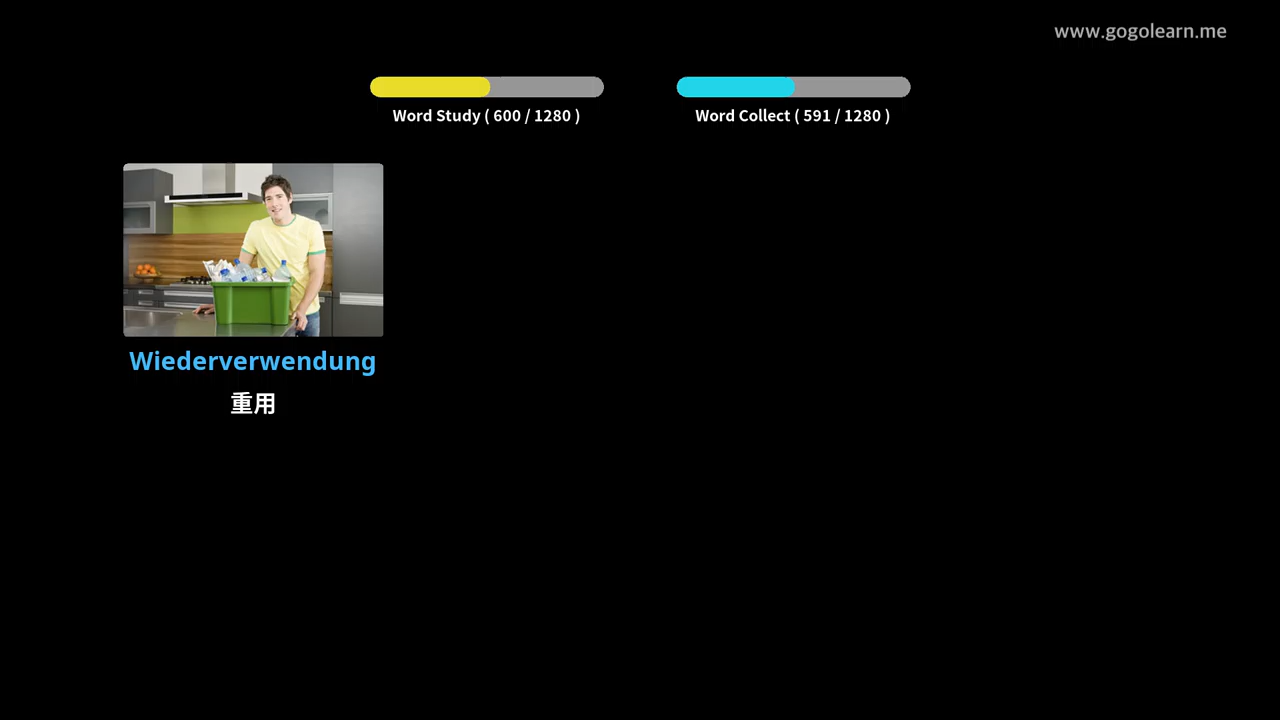 www.gogolearn.me
Word Study ( 600 / 1280 )
Word Collect ( 591 / 1280 )
Wiederverwendung
重用